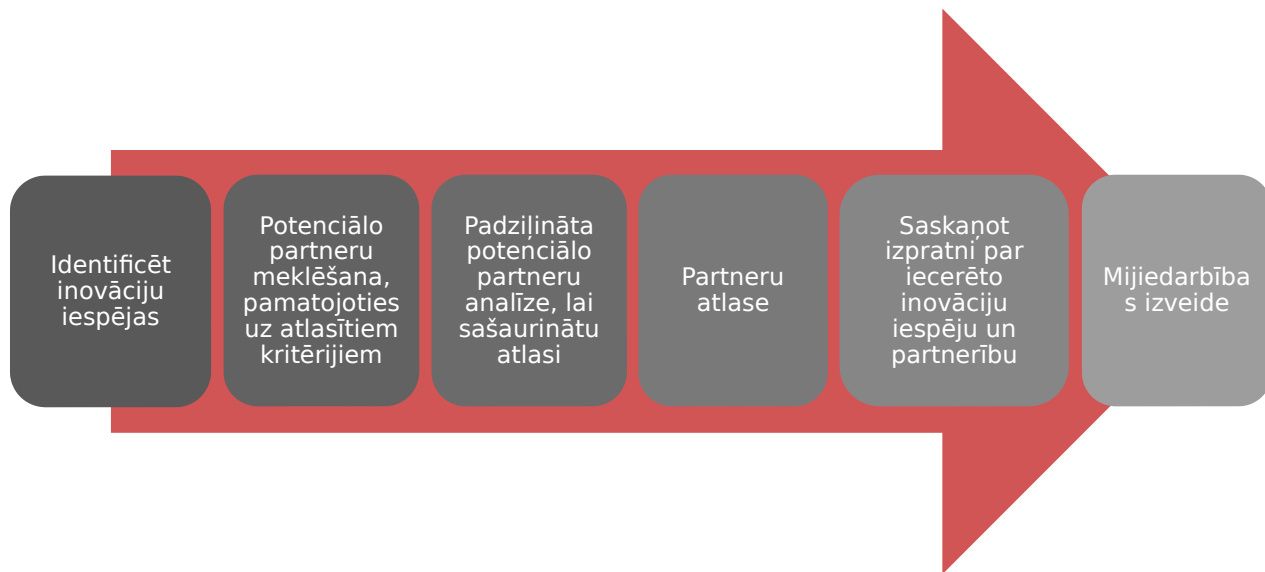 Identificēt
inovāciju
iespējas
Potenciālo
partneru
meklēšana,
pamatojoties
uz atlasītiem
kritērijiem
Padziļināta
potenciālo
partneru
analīze, lai
sašaurinātu
atlasi
Partneru
atlase
Saskaņot
izpratni par
iecerēto
inovāciju
iespēju un
partnerību
Mijiedarbība
s izveide